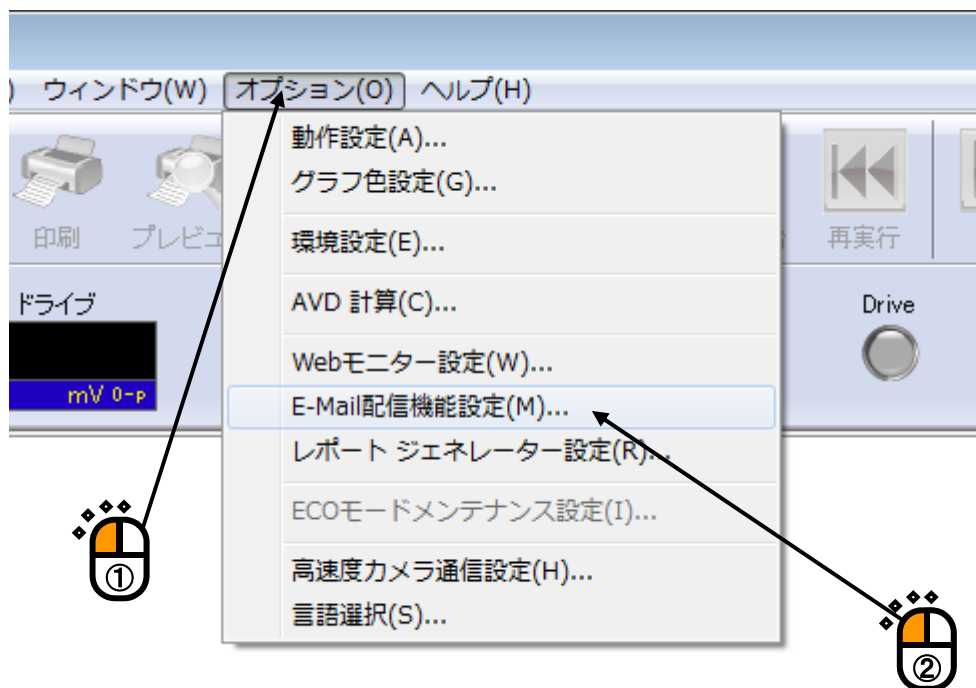 ) ウィンドウ(W) オプション(O) ヘルプ(H)
動作設定(A)...
グラフ色設定(G)...
環境設定(E)...
AVD 計算(C)...
Webモニター設定(W)...
E-Mail配信機能設定(M)...
レポート ジェネレーター設定(R)...
ECOモードメンテナンス設定(I)...
高速度カメラ通信設定(H)...
言語選択(S)...
印刷 プレビュ
再実行
ドライブ
mV 0-p
Drive
①
②